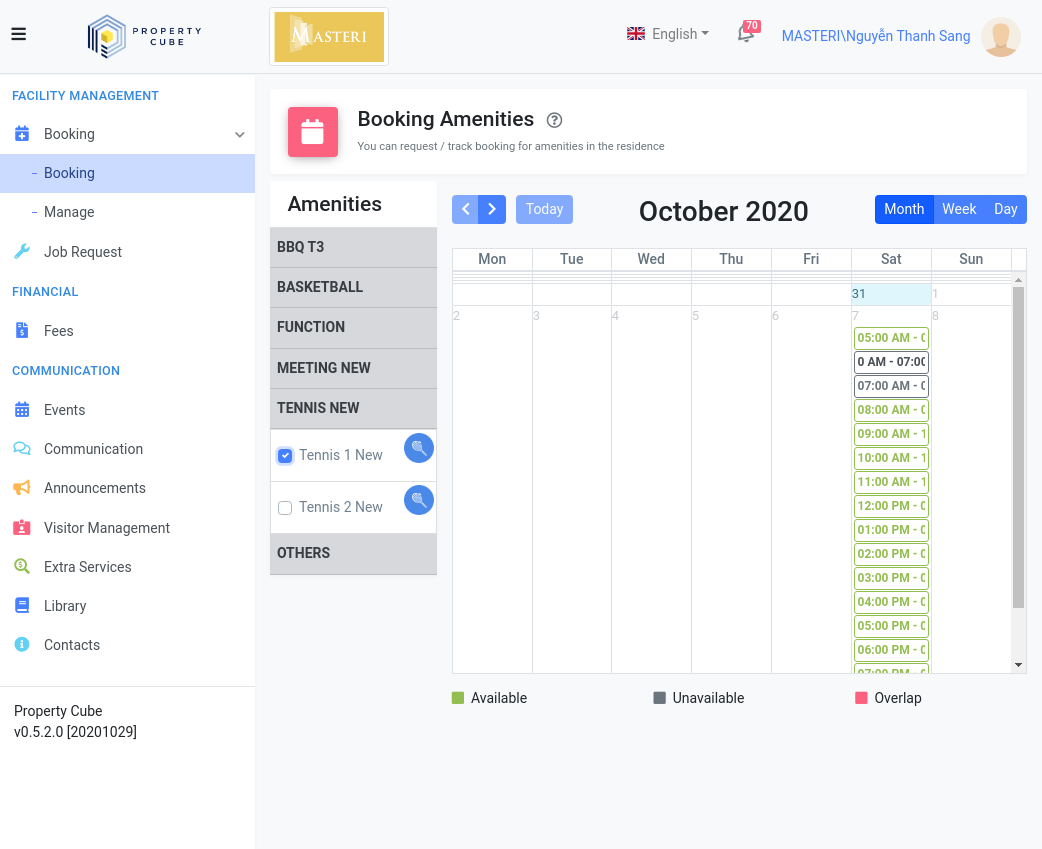 PROPERTY
CUBE
MASTERI
English
70
MASTERI\Nguyễn Thanh Sang
FACILITY MANAGEMENT
Booking
Booking
Manage
Job Request
FINANCIAL
Fees
COMMUNICATION
Events
Communication
Announcements
Visitor Management
Extra Services
Library
Contacts
Property Cube
v0.5.2.0 [20201029]
Booking Amenities
You can request / track booking for amenities in the residence
Amenities
BBQ T3
BASKETBALL
FUNCTION
MEETING NEW
TENNIS NEW
Tennis 1 New
Tennis 2 New
OTHERS
Today
October 2020
Month Week Day
Mon Tue Wed Thu Fri Sat Sun
31 1
2 3 4 5 6 7 8
05:00 AM - 0
0 AM - 07:00
07:00 AM - 0
08:00 AM - 0
09:00 AM - 1
10:00 AM - 1
11:00 AM - 1
12:00 PM - 0
01:00 PM - 0
02:00 PM - 0
03:00 PM - 0
04:00 PM - 0
05:00 PM - 0
06:00 PM - 0
07:00 PM - 0
Available Unavailable Overlap